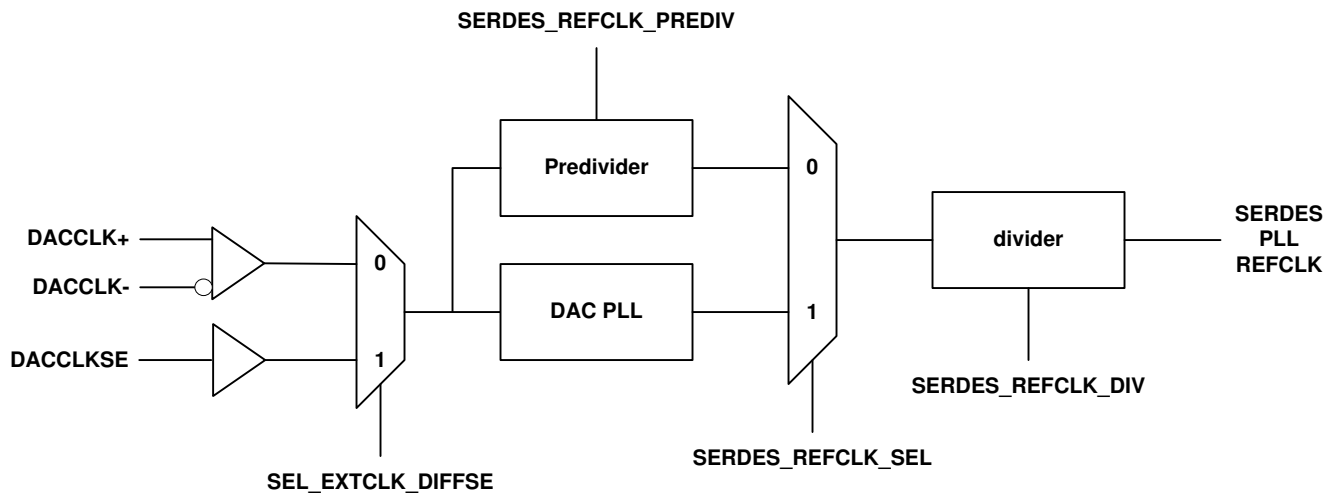 SERDES_REFCLK_PREDIV
Predivider
0
DACCLK+
DACCLK-
0
divider
SERDES
PLL
REFCLK
DAC PLL
1
DACCLKSE
1
SERDES_REFCLK_DIV
SEL_EXTCLK_DIFFSE
SERDES_REFCLK_SEL